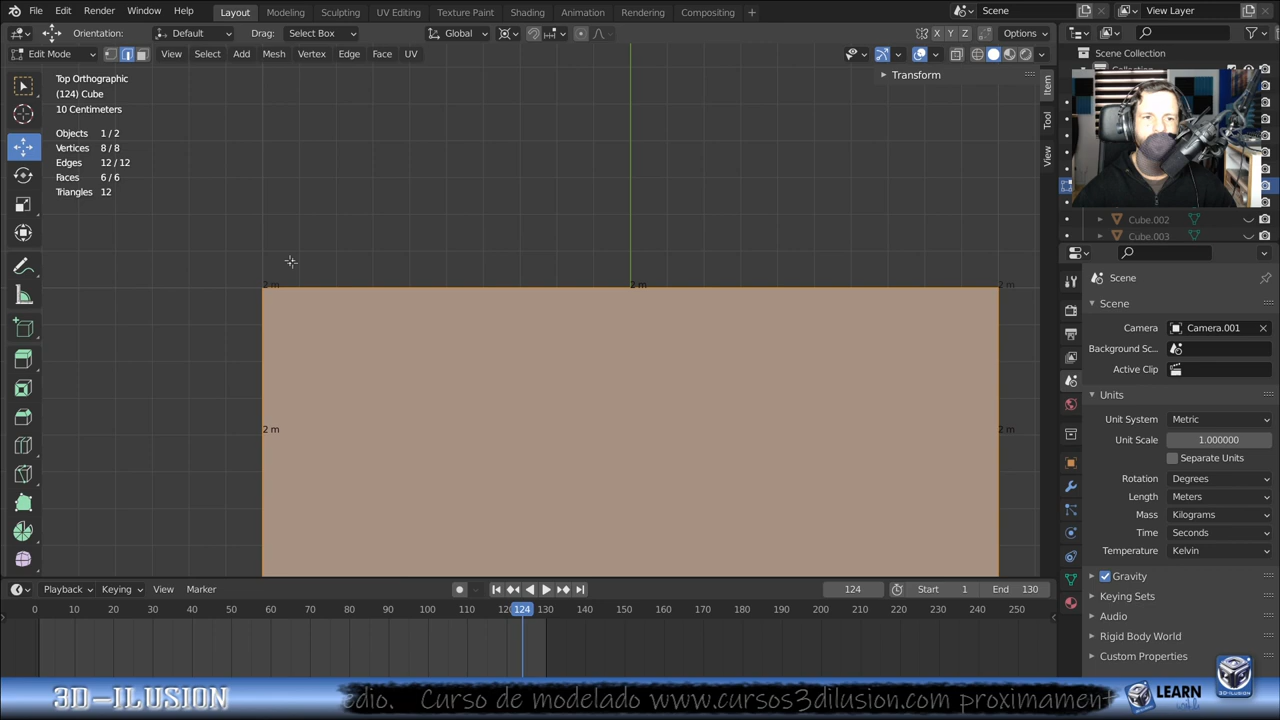 File Edit Render Window Help Layout Modeling Sculpting UV Editing Texture Paint Shading Animation Rendering Compositing + Scene View Layer
Orientation: Default Drag: Select Box Global X Y Z Options
Edit Mode View Select Add Mesh Vertex Edge Face UV
Scene Collection
Top Orthographic
(124) Cube
10 Centimeters
Objects 1 / 2
Vertices 8 / 8
Edges 12 / 12
Faces 6 / 6
Triangles 12
Transform
Item
Tool
View
2 m 2 m 2 m
2 m 2 m
Cube.002
Cube.003
Scene
Scene
Camera Camera.001
Background Sc...
Active Clip
Units
Unit System Metric
Unit Scale 1.000000
Separate Units
Rotation Degrees
Length Meters
Mass Kilograms
Time Seconds
Temperature Kelvin
Gravity
Keying Sets
Audio
Rigid Body World
Custom Properties
Playback Keying View Marker 124 Start 1 End 130
0 10 20 30 40 50 60 70 80 90 100 110 124 130 140 150 160 170 180 190 200 210 220 230 240 250
3D-ILUSION edio. Curso de modelado www.cursos3dilusion.com proximament LEARN
3D-ILUSION